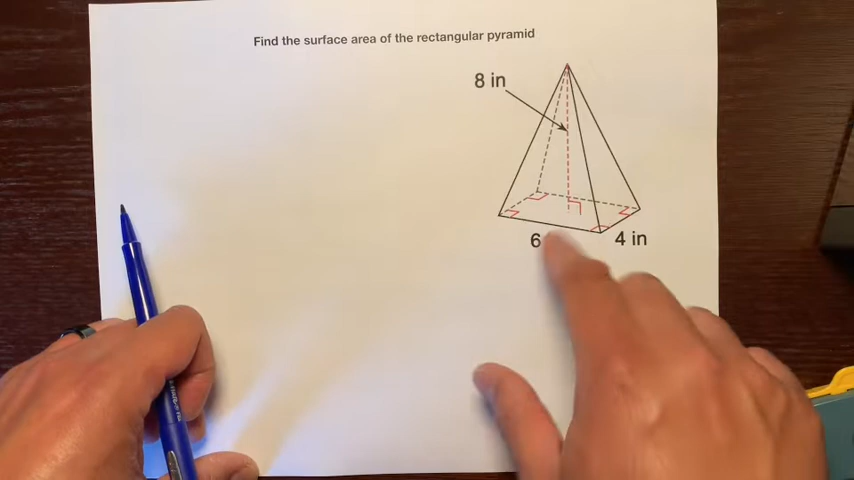 Find the surface area of the rectangular pyramid
8 in
6
4 in